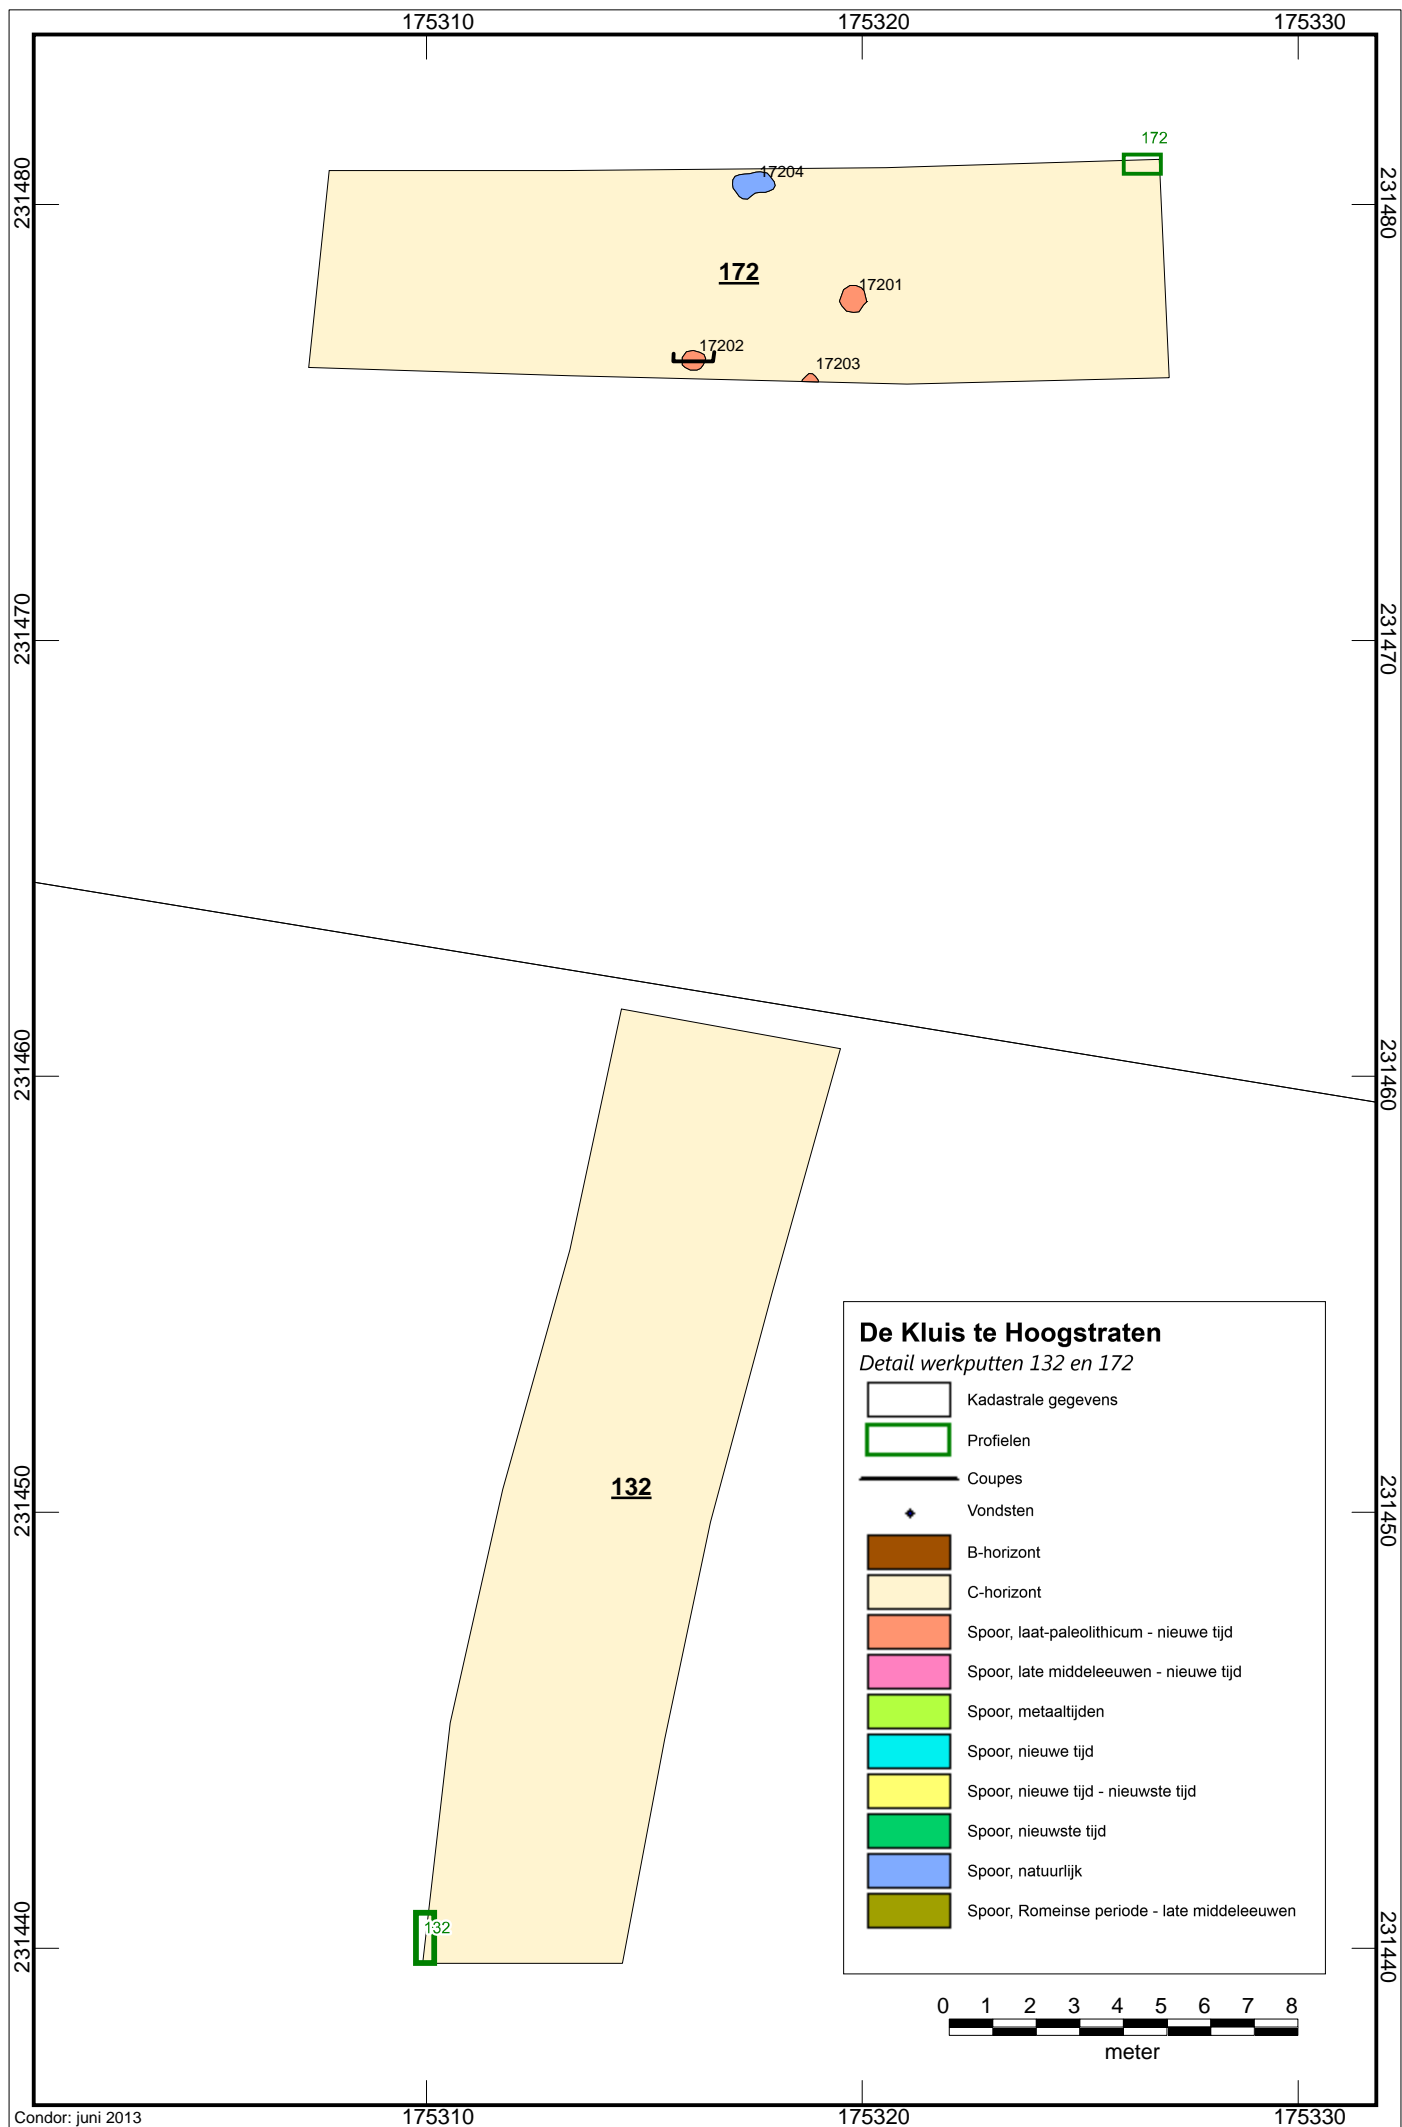 175310
175320
175330
172
231480
231480
17204
172
17201
17202
17203
231470
231470
231460
231460
De Kluis te Hoogstraten
Detail werkputten 132 en 172
Kadastrale gegevens
Profielen
132
Coupes
231450
231450
Vondsten
B-horizont
C-horizont
Spoor, laat-paleolithicum - nieuwe tijd
Spoor, late middeleeuwen - nieuwe tijd
Spoor, metaaltijden
Spoor, nieuwe tijd
Spoor, nieuwe tijd - nieuwste tijd
Spoor, nieuwste tijd
Spoor, natuurlijk
Spoor, Romeinse periode - late middeleeuwen
132
231440
231440
0 1 2 3 4 5 6 7 8
meter
Condor: juni 2013
175310
175320
175330